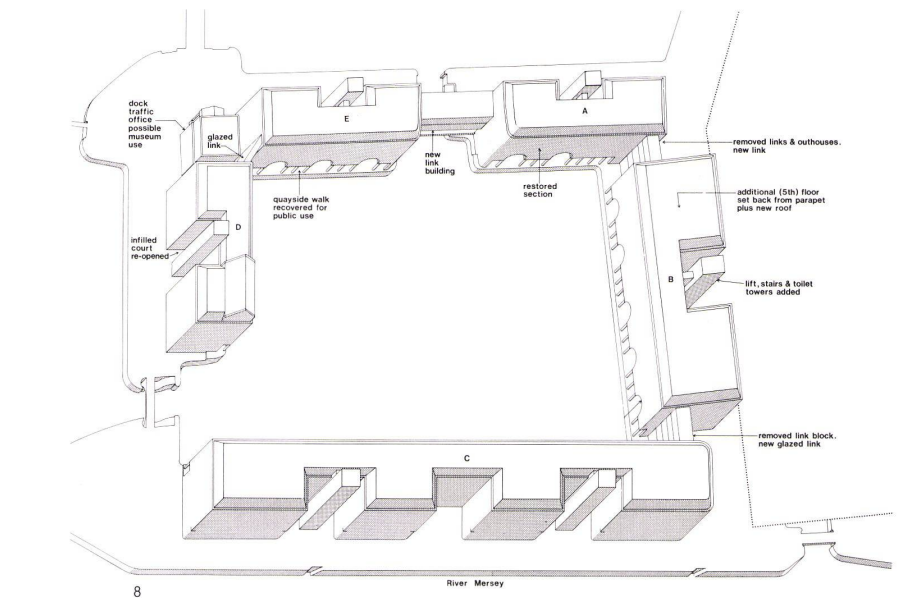 dock
traffic
office
possible
museum
use
glazed
link
E
A
new
link
building
removed links & outhouses.
new link
quayside walk
recovered for
public use
restored
section
additional (5th) floor
set back from parapet
plus new roof
D
infilled
court
re-opened
B
lift, stairs & toilet
towers added
removed link block.
new glazed link
C
River Mersey
8